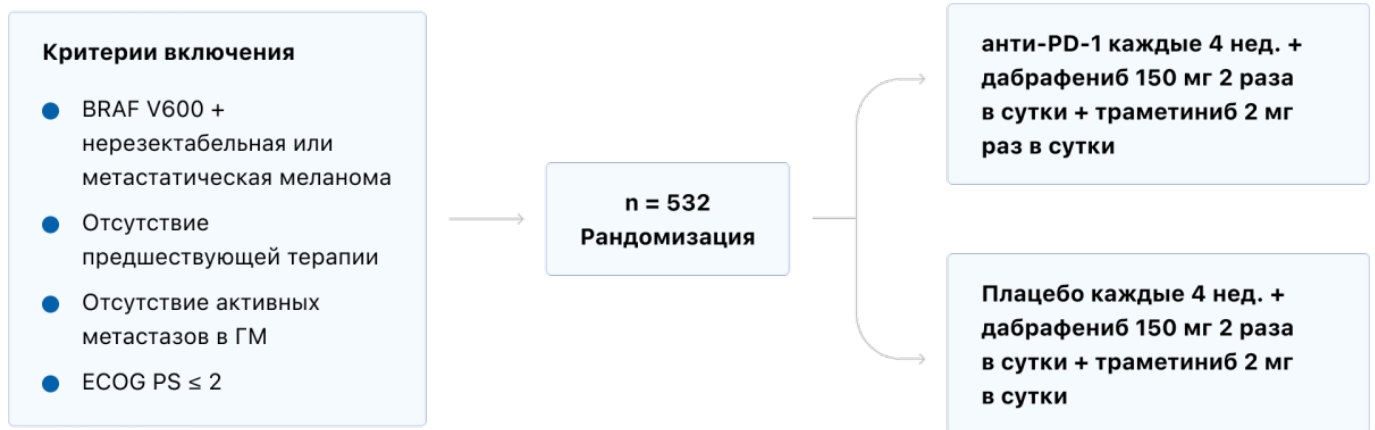 Критерии включения
BRAF V600 +
нерезектабельная или
метастатическая меланома
Отсутствие
предшествующей терапии
Отсутствие активных
метастазов в ГМ
ECOG PS ≤ 2
n = 532
Рандомизация
анти-PD-1 каждые 4 нед. +
дабрафениб 150 мг 2 раза
в сутки + траметиниб 2 мг
раз в сутки
Плацебо каждые 4 нед. +
дабрафениб 150 мг 2 раза
в сутки + траметиниб 2 мг
в сутки